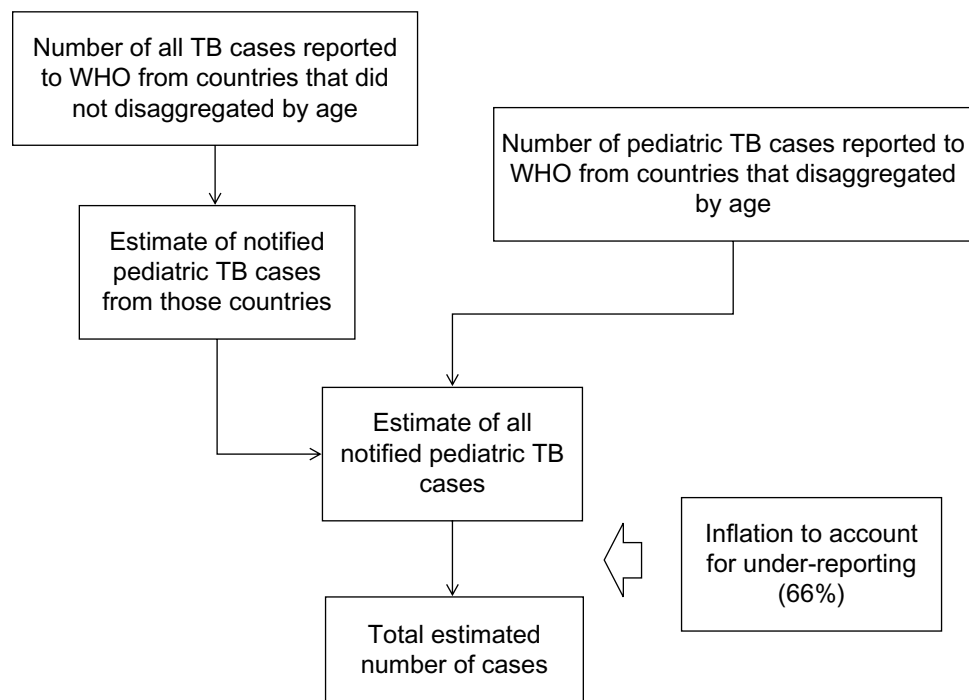 Number of all TB cases reported
to WHO from countries that did
not disaggregated by age
Number of pediatric TB cases reported to
WHO from countries that disaggregated
by age
Estimate of notified
pediatric TB cases
from those countries
Estimate of all
notified pediatric TB
cases
Inflation to account
for under-reporting
(66%)
Total estimated
number of cases